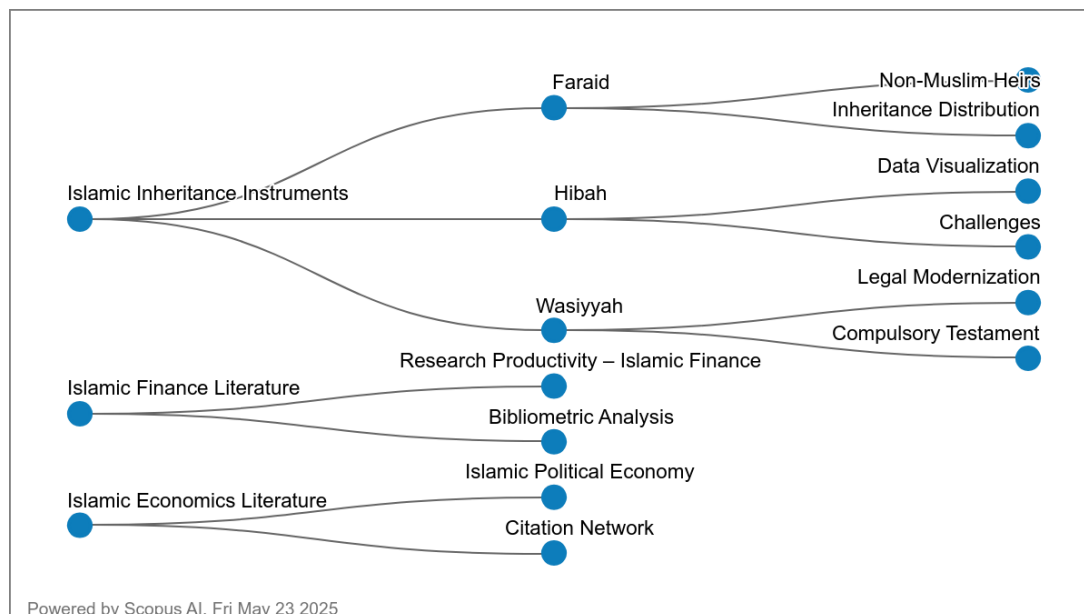 Faraid
Non-Muslim Heirs
Inheritance Distribution
Islamic Inheritance Instruments
Hibah
Data Visualization
Challenges
Wasiyyah
Legal Modernization
Compulsory Testament
Islamic Finance Literature
Research Productivity – Islamic Finance
Bibliometric Analysis
Islamic Economics Literature
Islamic Political Economy
Citation Network
Powered by Scopus AI, Fri May 23 2025